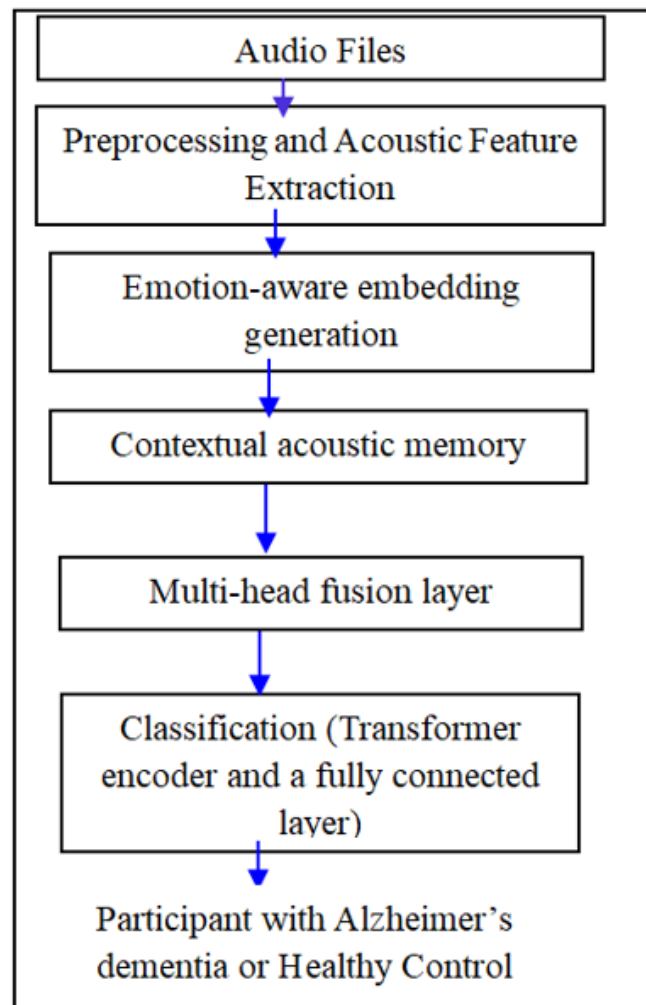 Audio Files
Preprocessing and Acoustic Feature
Extraction
Emotion-aware embedding
generation
Contextual acoustic memory
Multi-head fusion layer
Classification (Transformer
encoder and a fully connected
layer)
Participant with Alzheimer’s
dementia or Healthy Control